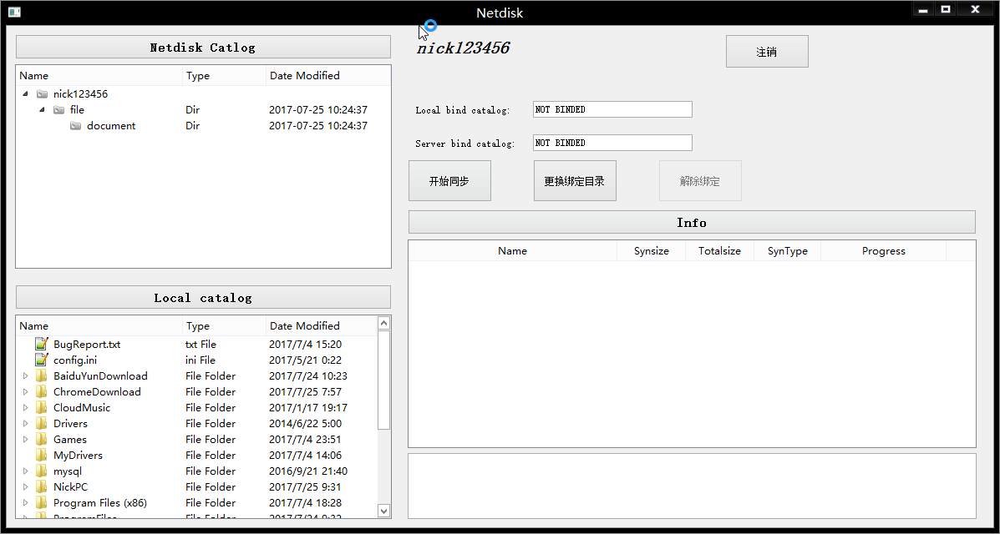 Netdisk
Netdisk Catlog
Name Type Date Modified
nick123456
file Dir 2017-07-25 10:24:37
document Dir 2017-07-25 10:24:37
Local catalog
Name Type Date Modified
BugReport.txt txt File 2017/7/4 15:20
config.ini ini File 2017/5/21 0:22
BaiduYunDownload File Folder 2017/7/24 10:23
ChromeDownload File Folder 2017/7/25 7:57
CloudMusic File Folder 2017/1/17 19:17
Drivers File Folder 2014/6/22 5:00
Games File Folder 2017/7/4 23:51
MyDrivers File Folder 2017/7/4 14:06
mysql File Folder 2016/9/21 21:40
NickPC File Folder 2017/7/25 9:31
Program Files (x86) File Folder 2017/7/4 18:28
ProgramFiles File Folder
nick123456
注销
Local bind catalog: NOT BINDED
Server bind catalog: NOT BINDED
开始同步 更换绑定目录 解除绑定
Info
Name Synsize Totalsize SynType Progress